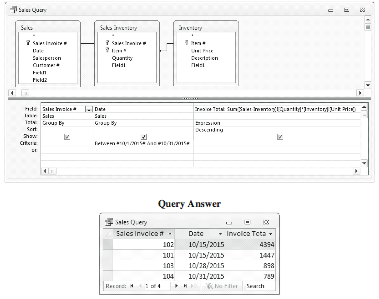 Sales Query
Sales Sales Inventory Inventory
* * *
Sales Invoice # Sales Invoice # Item #
Date Item # Unit Price
Salesperson Quantity Description
Customer # Field1 Field1
Field1
Field2
Field: Sales Invoice # Date Invoice Total: Sum([Sales Inventory]![Quantity]*[Inventory]![Unit Price])
Table: Sales Sales
Total: Group By Group By Expression
Sort: Descending
Show:
Criteria: Between #10/1/2015# And #10/31/2015#
or:
Query Answer
Sales Query
Sales Invoice # Date Invoice Tota
102 10/15/2015 4394
101 10/15/2015 1447
103 10/28/2015 898
104 10/31/2015 789
Record: 1 of 4 No Filter Search